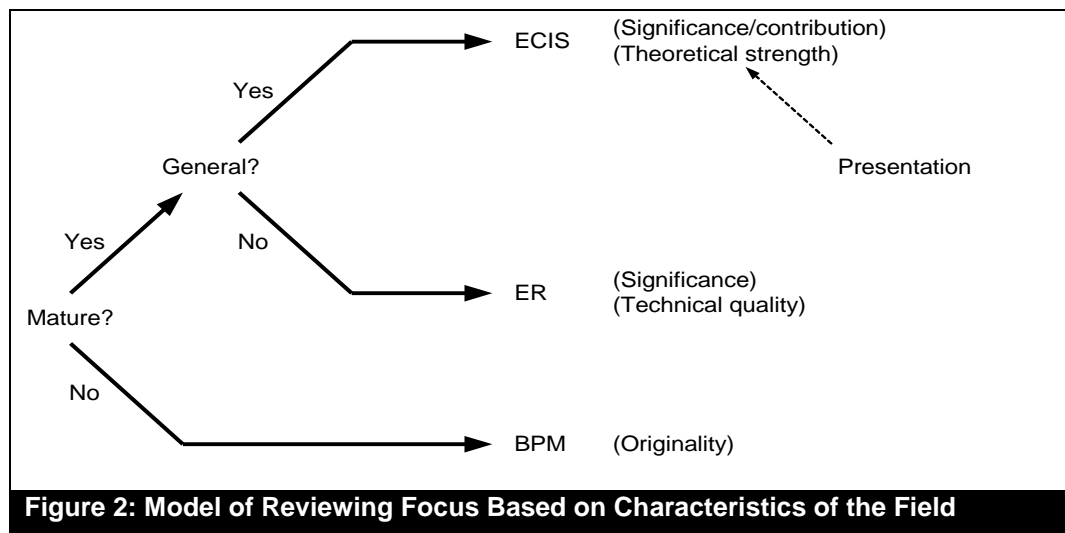 ECIS (Significance/contribution)
(Theoretical strength)
Yes
General?
Presentation
Yes
No
ER (Significance)
(Technical quality)
Mature?
No
BPM (Originality)
Figure 2: Model of Reviewing Focus Based on Characteristics of the Field